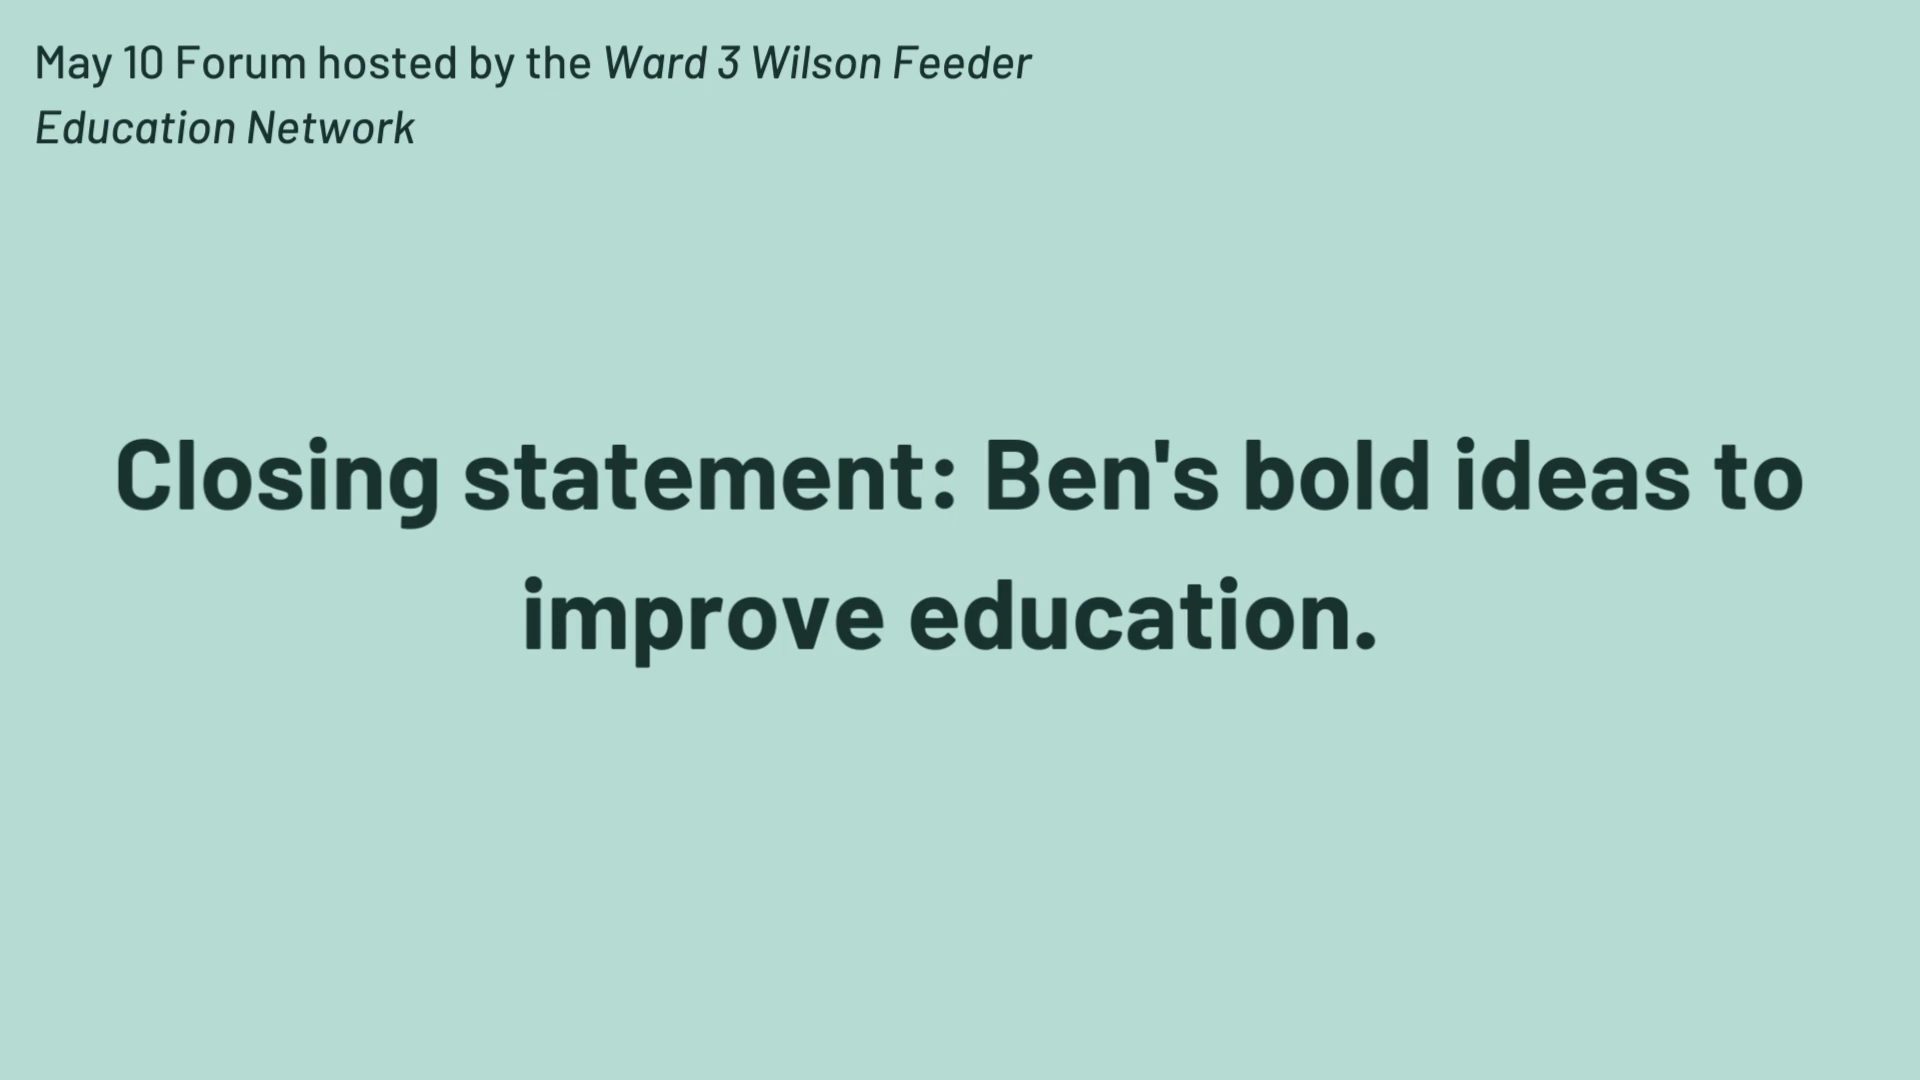 May 10 Forum hosted by the Ward 3 Wilson Feeder
Education Network
Closing statement: Ben's bold ideas to
improve education.